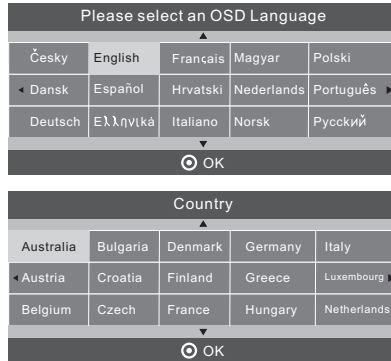 Please select an OSD Language
Česky English Français Magyar Polski
Dansk Español Hrvatski Nederlands Português
Deutsch Ελληνικά Italiano Norsk Русский
OK
Country
Australia Bulgaria Denmark Germany Italy
Austria Croatia Finland Greece Luxembourg
Belgium Czech France Hungary Netherlands
OK